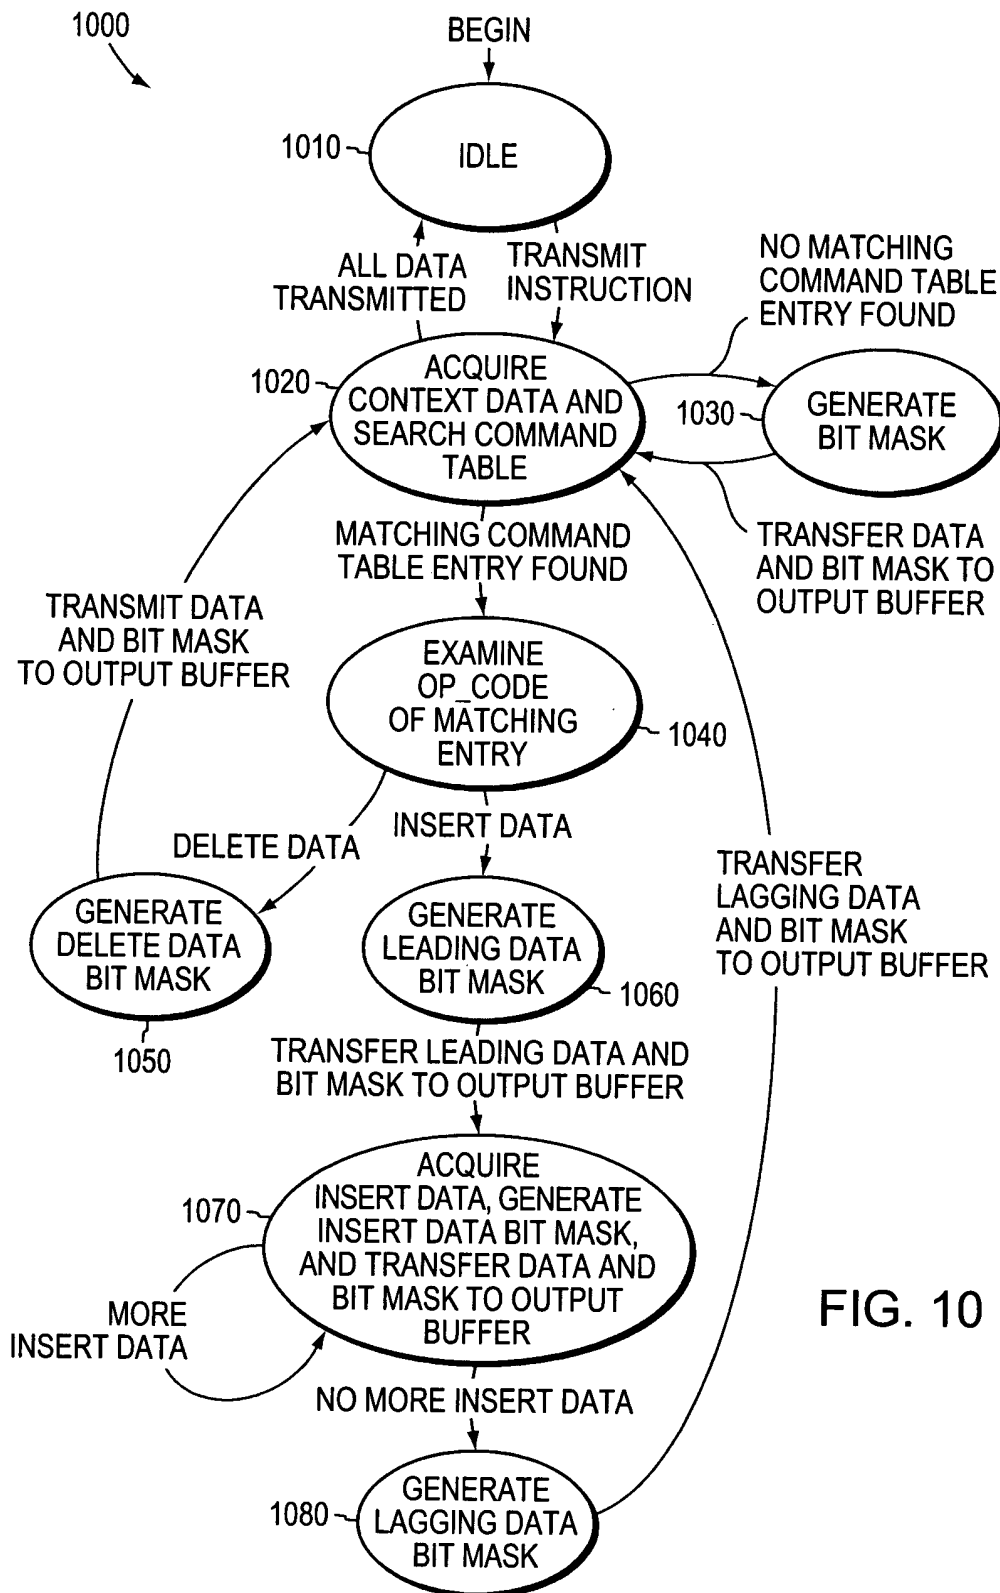 1000
BEGIN
1010
IDLE
ALL DATA
TRANSMITTED
TRANSMIT
INSTRUCTION
NO MATCHING
COMMAND TABLE
ENTRY FOUND
1020
ACQUIRE
CONTEXT DATA AND
SEARCH COMMAND
TABLE
1030
GENERATE
BIT MASK
MATCHING COMMAND
TABLE ENTRY FOUND
TRANSFER DATA
AND BIT MASK TO
OUTPUT BUFFER
TRANSMIT DATA
AND BIT MASK
TO OUTPUT BUFFER
EXAMINE
OP_CODE
OF MATCHING
ENTRY
1040
DELETE DATA
INSERT DATA
GENERATE
DELETE DATA
BIT MASK
1050
GENERATE
LEADING DATA
BIT MASK
1060
TRANSFER
LAGGING DATA
AND BIT MASK
TO OUTPUT BUFFER
TRANSFER LEADING DATA AND
BIT MASK TO OUTPUT BUFFER
1070
ACQUIRE
INSERT DATA, GENERATE
INSERT DATA BIT MASK,
AND TRANSFER DATA AND
BIT MASK TO OUTPUT
BUFFER
MORE
INSERT DATA
FIG. 10
NO MORE INSERT DATA
1080
GENERATE
LAGGING DATA
BIT MASK